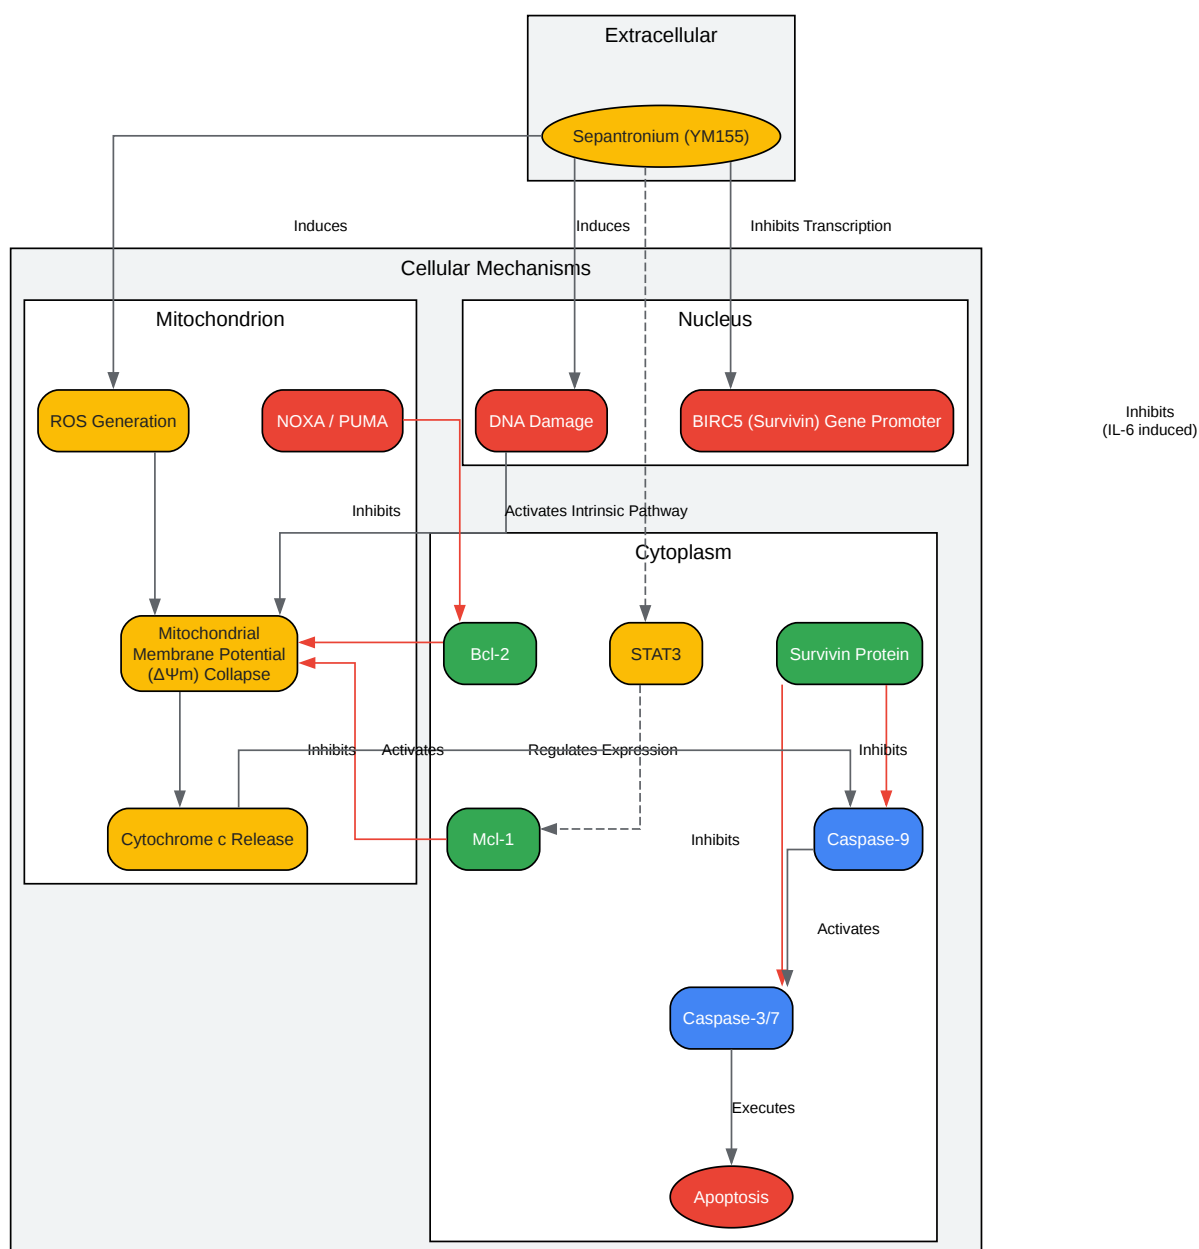 Extracellular
Sepantronium (YM155)
Induces
Induces
Inhibits Transcription
Cellular Mechanisms
Mitochondrion
Nucleus
ROS Generation
NOXA / PUMA
DNA Damage
BIRC5 (Survivin) Gene Promoter
Inhibits
(IL-6 induced)
Inhibits
Activates Intrinsic Pathway
Cytoplasm
Mitochondrial
Membrane Potential
(ΔΨm) Collapse
Bcl-2
STAT3
Survivin Protein
Inhibits
Activates
Regulates Expression
Inhibits
Cytochrome c Release
Mcl-1
Inhibits
Caspase-9
Activates
Caspase-3/7
Executes
Apoptosis